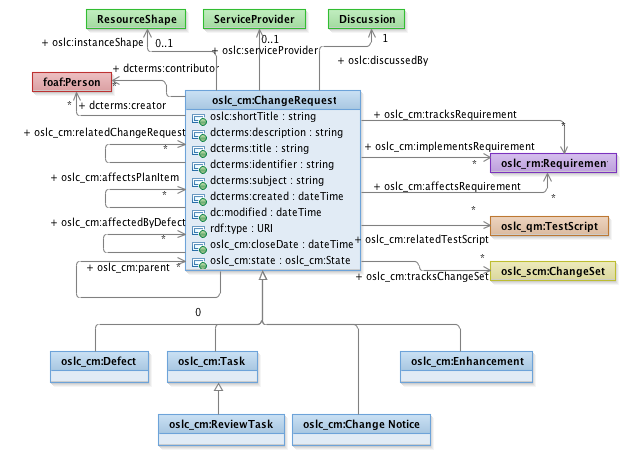 ResourceShape
ServiceProvider
Discussion
+ oslc:instanceShape
0..1
0..1
+ oslc:serviceProvider
1
+ oslc:discussedBy
foaf:Person
+ dcterms:contributor
*
* + dcterms:creator
oslc_cm:ChangeRequest
oslc:shortTitle : string
dcterms:description : string
dcterms:title : string
dcterms:identifier : string
dcterms:subject : string
dcterms:created : dateTime
dc:modified : dateTime
rdf:type : URI
oslc_cm:closeDate : dateTime
oslc_cm:state : oslc_cm:State
+ oslc_cm:relatedChangeRequest
*
+ oslc_cm:affectsPlanItem
*
+ oslc_cm:affectedByDefect
*
+ oslc_cm:parent *
+ oslc_cm:tracksRequirement
*
+ oslc_cm:implementsRequirement
*
+ oslc_cm:affectsRequirement
*
oslc_rm:Requirement
*
oslc_qm:TestScript
+ oslc_cm:relatedTestScript
*
+ oslc_cm:tracksChangeSet
oslc_scm:ChangeSet
0
oslc_cm:Defect
oslc_cm:Task
oslc_cm:Enhancement
oslc_cm:ReviewTask
oslc_cm:Change Notice